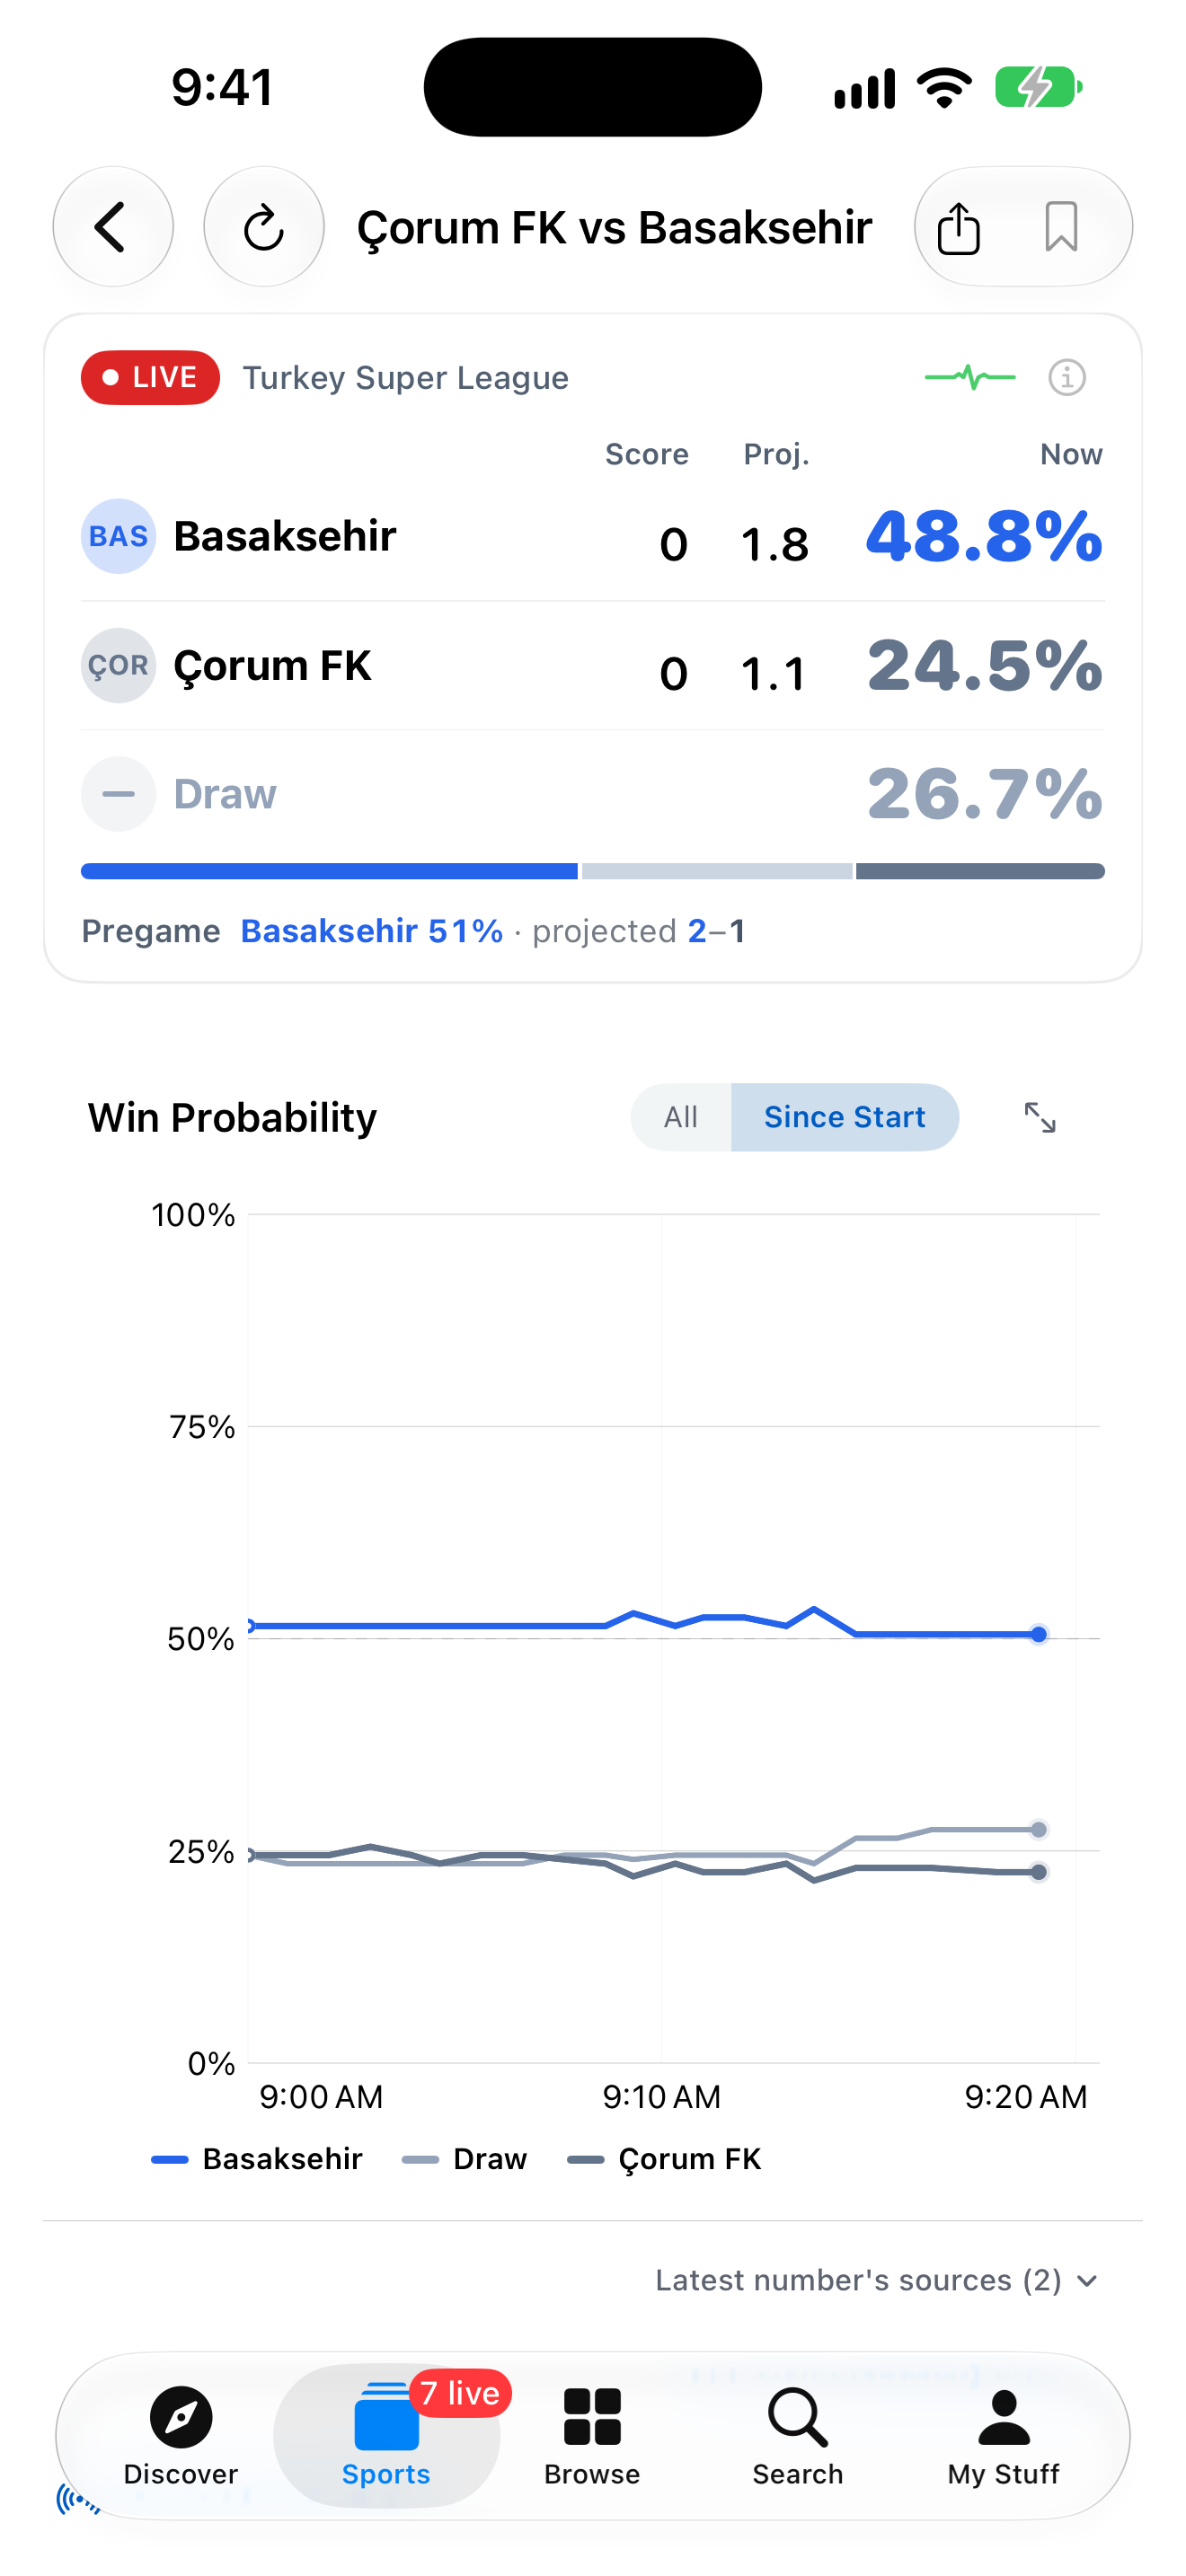 9:41
Çorum FK vs Basaksehir
LIVE Turkey Super League
Score Proj. Now
BAS Basaksehir 0 1.8 48.8%
ÇOR Çorum FK 0 1.1 24.5%
Draw 26.7%
Pregame Basaksehir 51% · projected 2–1
Win Probability All Since Start
100%
75%
50%
25%
0%
9:00 AM 9:10 AM 9:20 AM
Basaksehir Draw Çorum FK
Latest number's sources (2)
7 live
Discover Sports Browse Search My Stuff